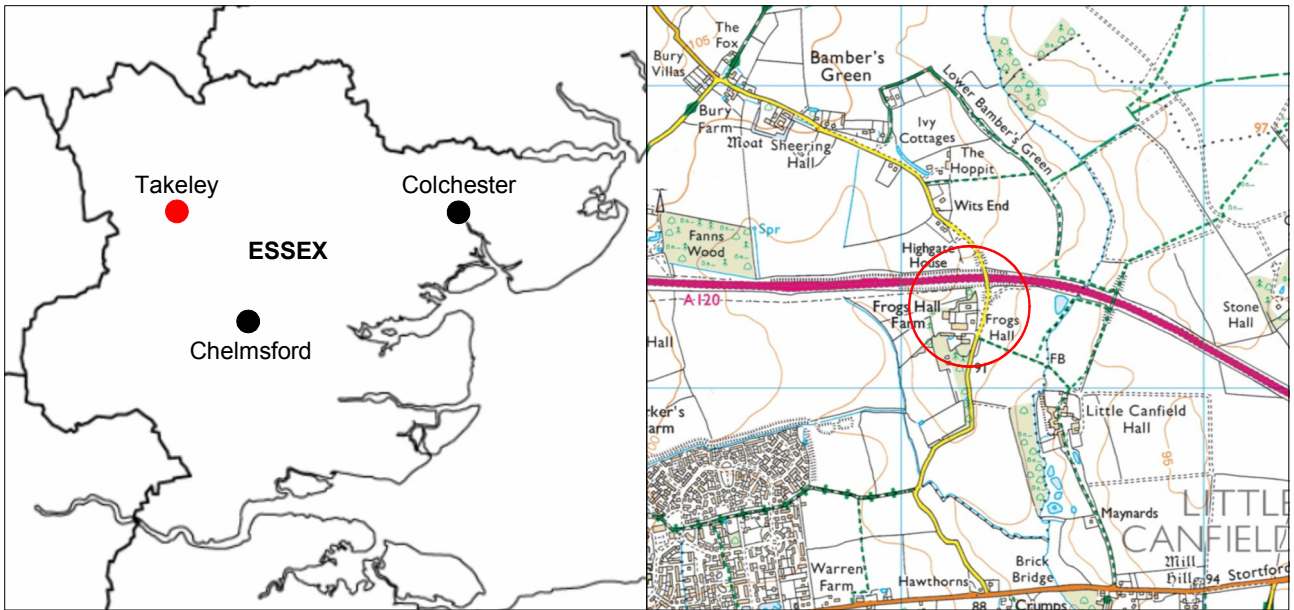 Takeley
Colchester
ESSEX
Chelmsford
The
Fox
105
Bury
Villas
Bamber's
Green
Bury
Farm
Moat
Sheering
Hall
Ivy
Cottages
Lower Bamber's Green
The
Hoppit
Wits End
97
Fanns
Wood
Spr
Highgate
House
A120
Frogs Hall
Farm
Frogs
Hall
Stone
Hall
Hall
91
FB
Little Canfield
Hall
arm
95
LITTLE
CANFIELD
Maynards
Warren
Farm
Hawthorns
Brick
Bridge
Mill
Hill
94
Stortford
88
Crumps